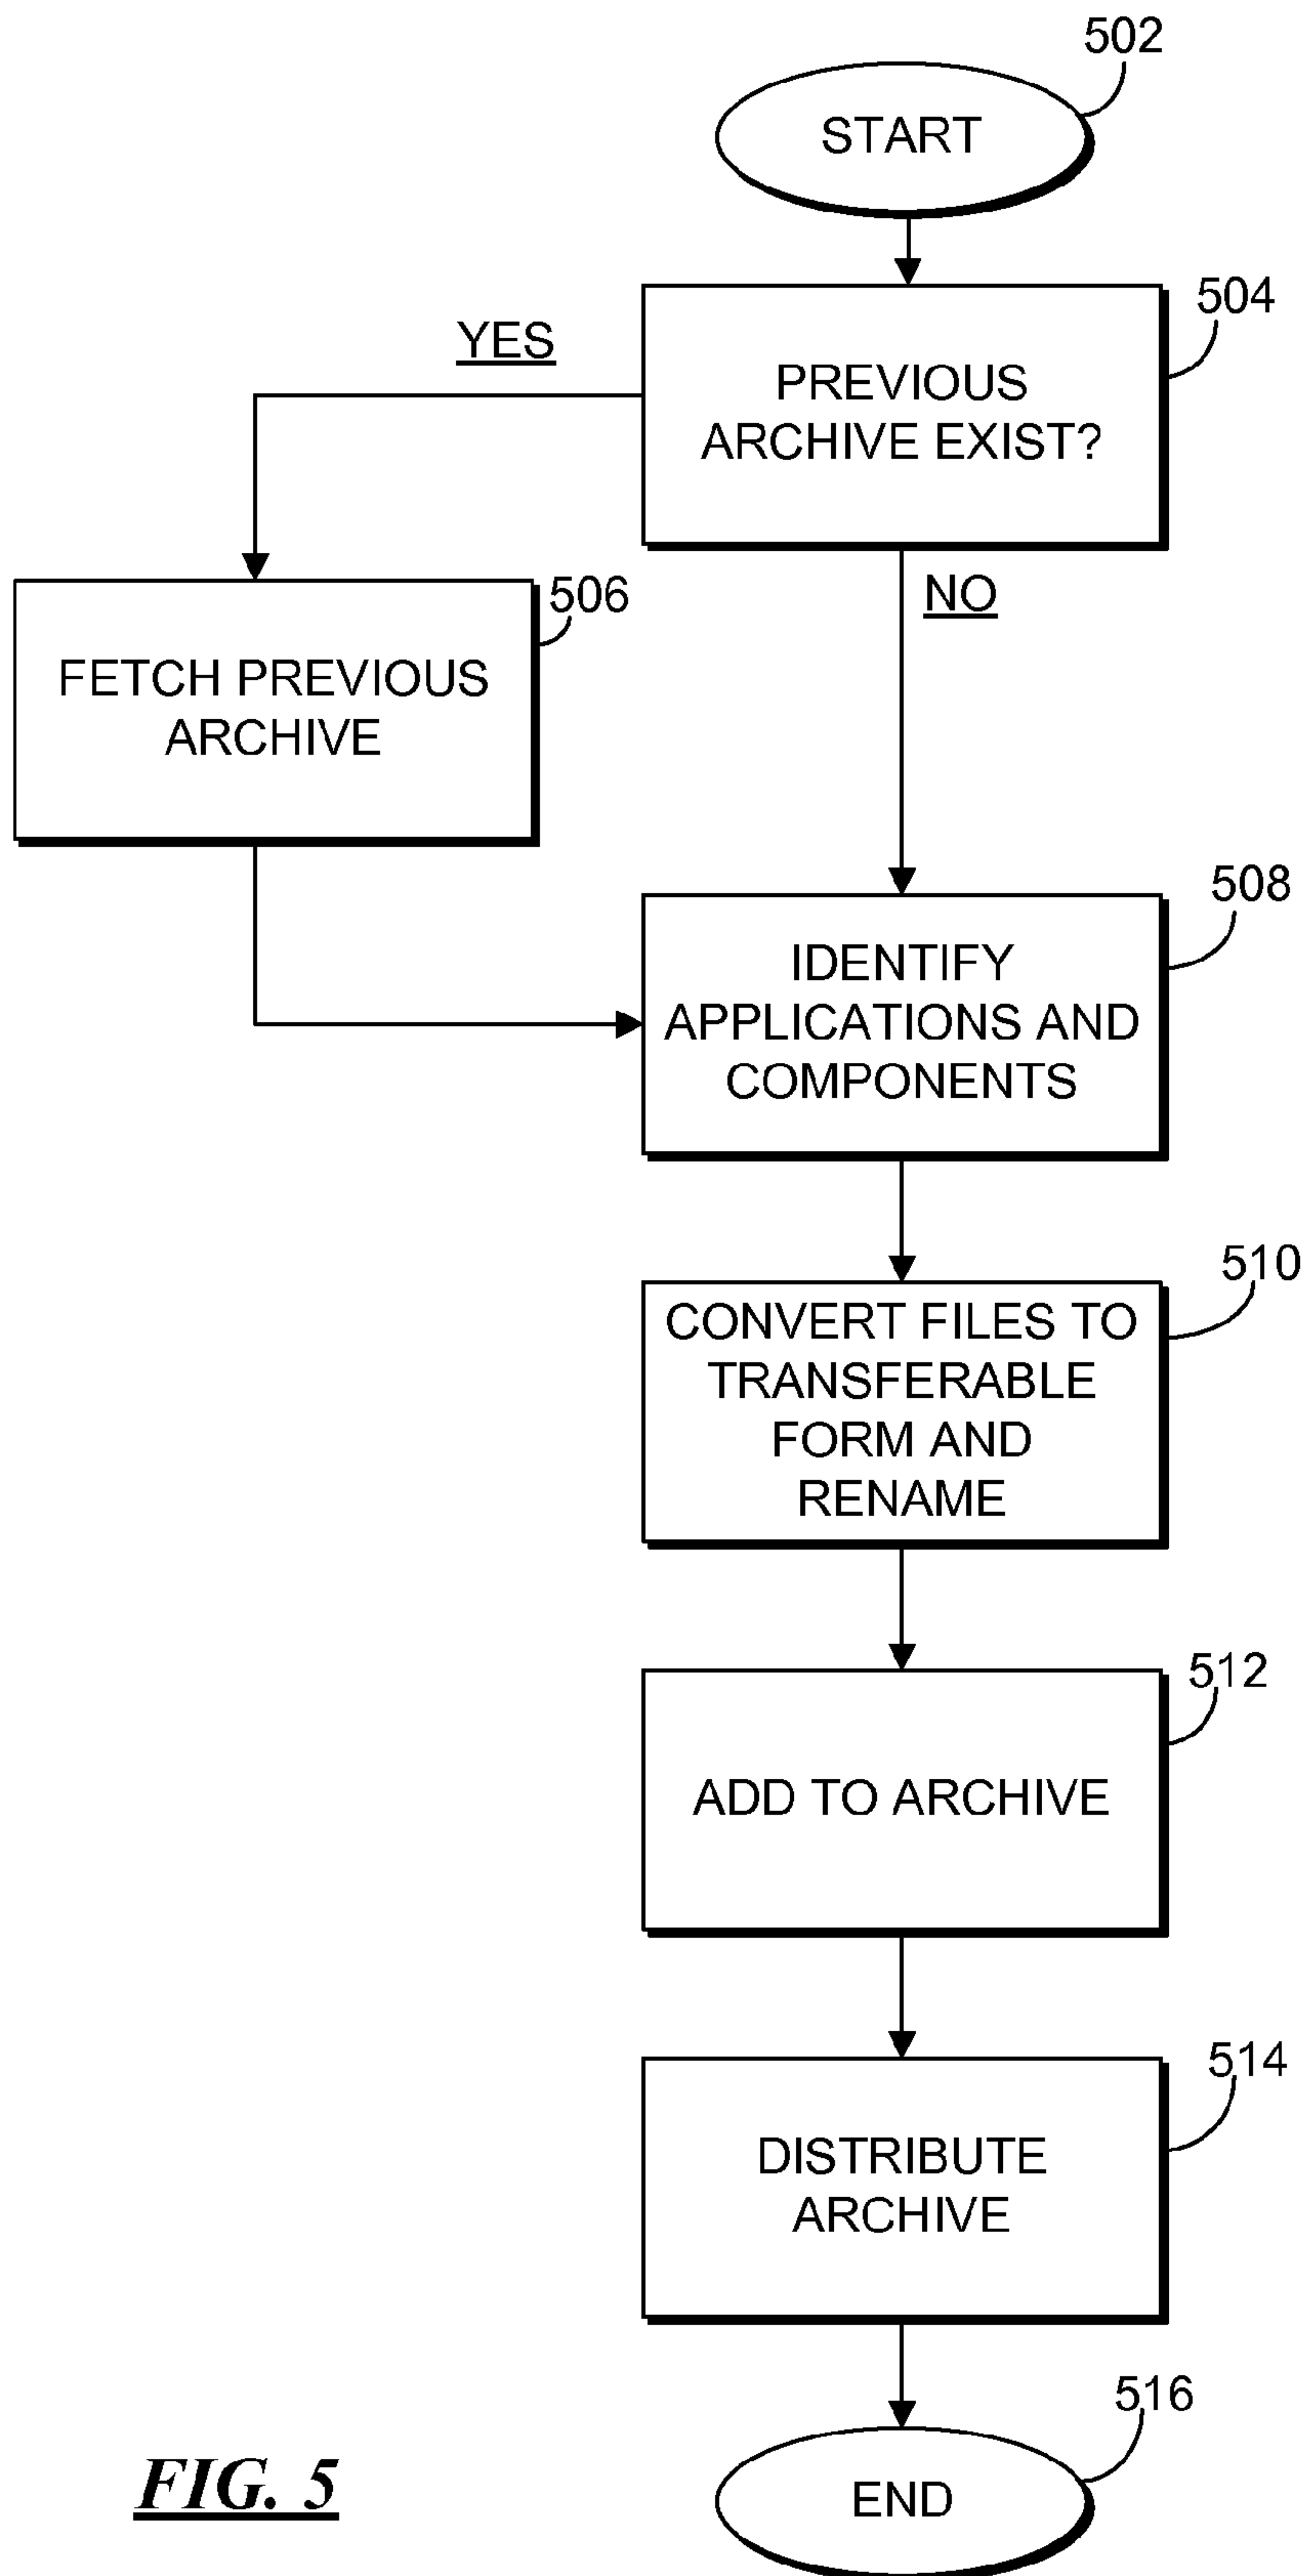 502
START
504
YES
PREVIOUS
ARCHIVE EXIST?
506
NO
FETCH PREVIOUS
ARCHIVE
508
IDENTIFY
APPLICATIONS AND
COMPONENTS
510
CONVERT FILES TO
TRANSFERABLE
FORM AND
RENAME
512
ADD TO ARCHIVE
514
DISTRIBUTE
ARCHIVE
516
END
FIG. 5